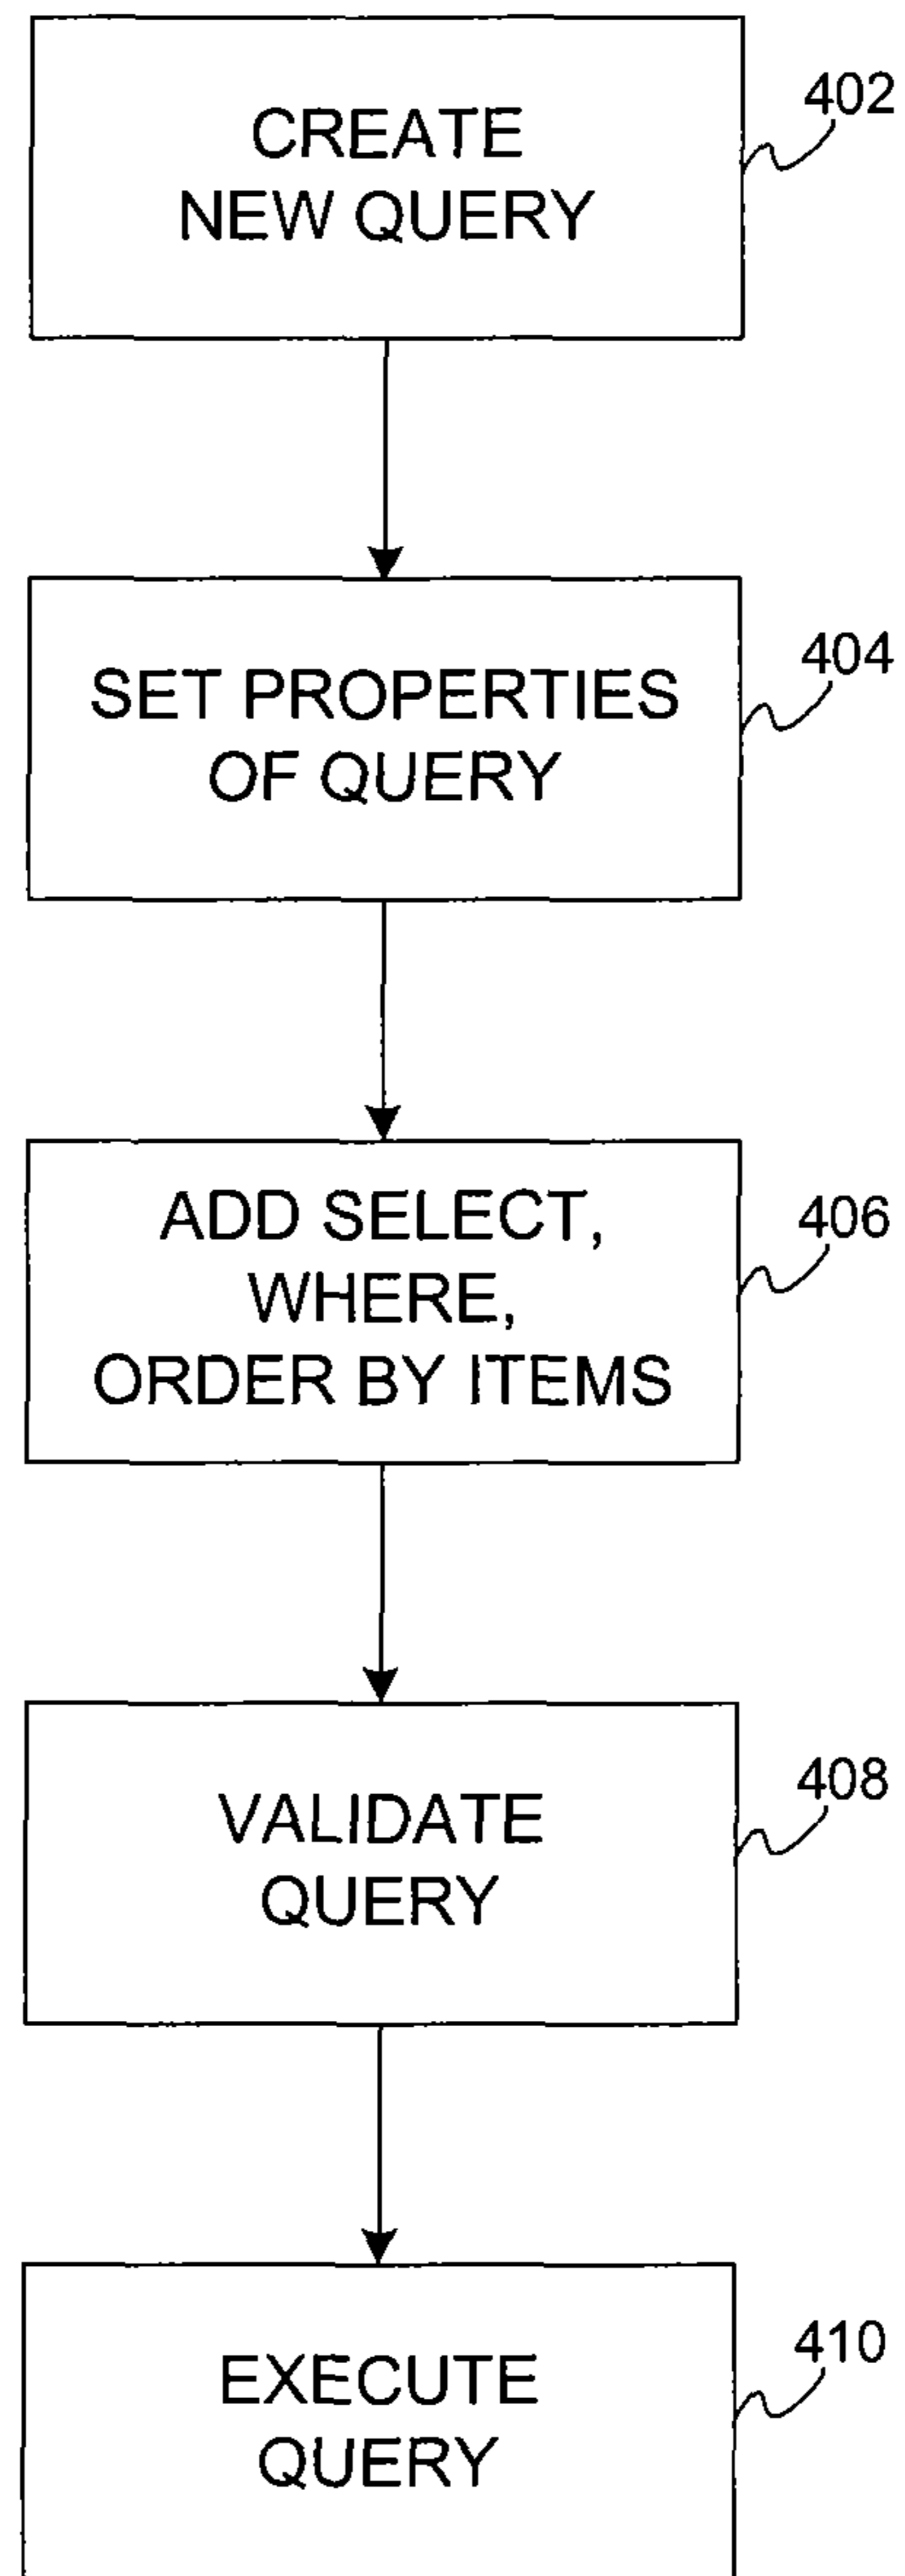 CREATE
NEW QUERY
402
SET PROPERTIES
OF QUERY
404
ADD SELECT,
WHERE,
ORDER BY ITEMS
406
VALIDATE
QUERY
408
EXECUTE
QUERY
410